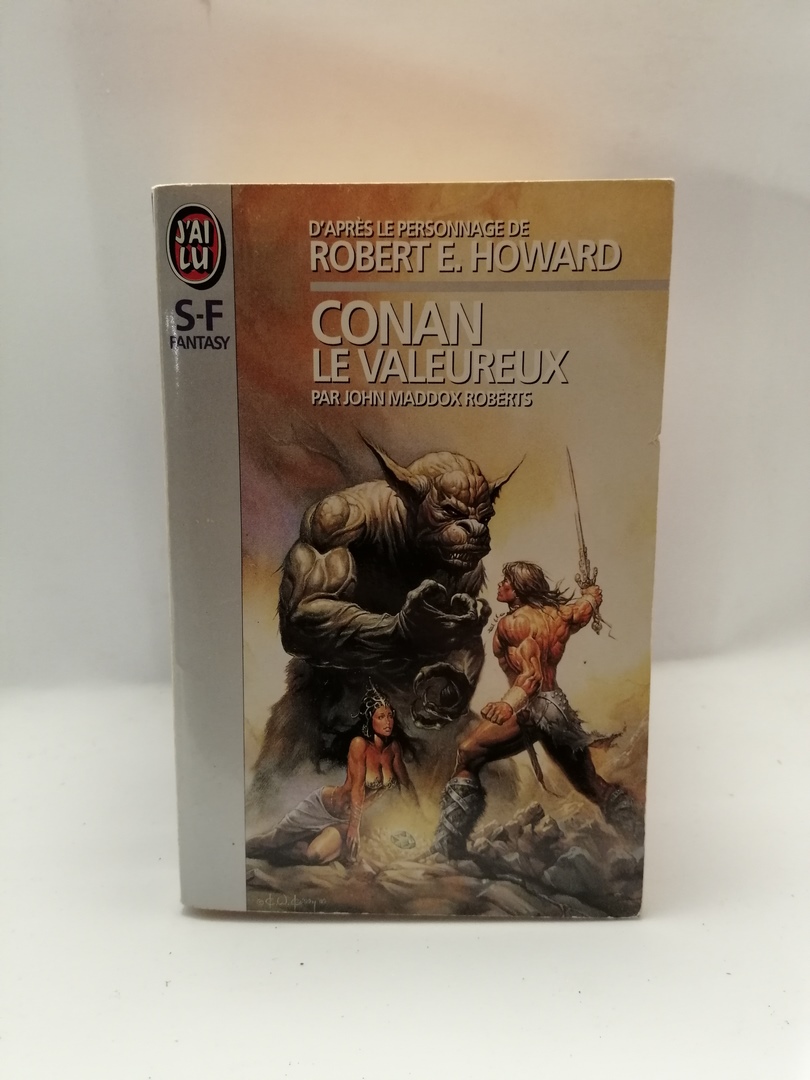 J'AI
LU
S-F
FANTASY
D'APRÈS LE PERSONNAGE DE
ROBERT E. HOWARD
CONAN
LE VALEUREUX
PAR JOHN MADDOX ROBERTS